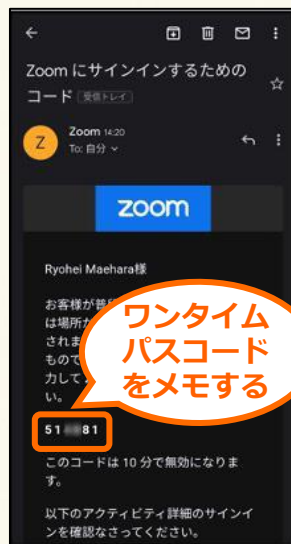 Zoom にサインインするための
コード 受信トレイ
Z
Zoom 14:20
To: 自分
zoom
Ryohei Maehara様
お客様が普
は場所か
され
もので
力して
い。
ワンタイム
パスコード
をメモする
51 81
このコードは 10 分で無効になりま
す。
以下のアクティビティ詳細のサインイ
ンを確認なさってください。